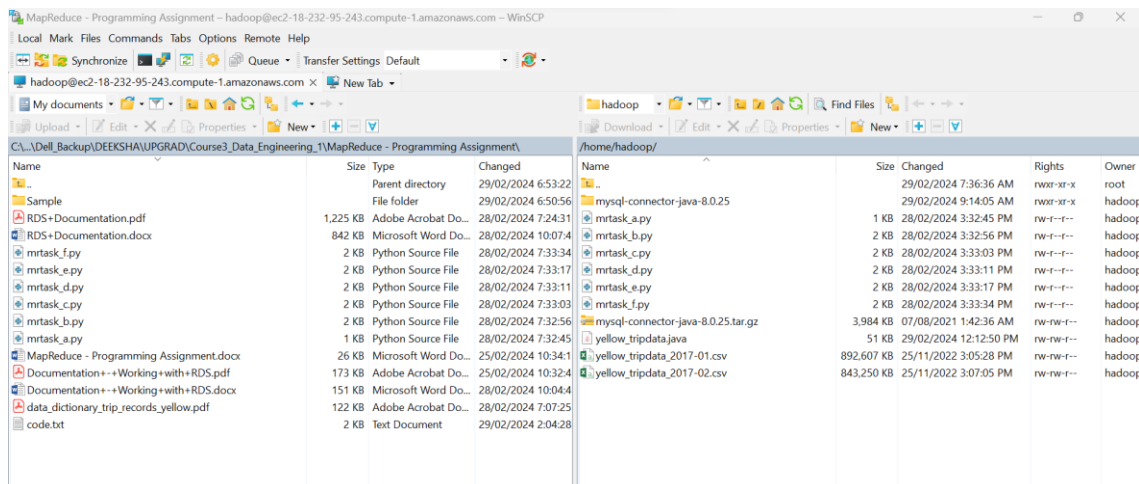 MapReduce - Programming Assignment – hadoop@ec2-18-232-95-243.compute-1.amazonaws.com – WinSCP
Local Mark Files Commands Tabs Options Remote Help
Synchronize Queue Transfer Settings Default
hadoop@ec2-18-232-95-243.compute-1.amazonaws.com × New Tab
My documents hadoop Find Files
Upload Edit Properties New Download Edit Properties New
C:\...\Dell_Backup\DEEKSHA\UPGRAD\Course3_Data_Engineering_1\MapReduce - Programming Assignment\ /home/hadoop/
Name Size Type Changed Name Size Changed Rights Owner
.. Parent directory 29/02/2024 6:53:22 .. 29/02/2024 7:36:36 AM rwxr-xr-x root
Sample File folder 29/02/2024 6:50:56 mysql-connector-java-8.0.25 29/02/2024 9:14:05 AM rwxr-xr-x hadoop
RDS+Documentation.pdf 1,225 KB Adobe Acrobat Do... 28/02/2024 7:24:31 mrtask_a.py 1 KB 28/02/2024 3:32:45 PM rw-r--r-- hadoop
RDS+Documentation.docx 842 KB Microsoft Word Do... 28/02/2024 10:07:4 mrtask_b.py 2 KB 28/02/2024 3:32:56 PM rw-r--r-- hadoop
mrtask_f.py 2 KB Python Source File 28/02/2024 7:33:34 mrtask_c.py 2 KB 28/02/2024 3:33:03 PM rw-r--r-- hadoop
mrtask_e.py 2 KB Python Source File 28/02/2024 7:33:17 mrtask_d.py 2 KB 28/02/2024 3:33:11 PM rw-r--r-- hadoop
mrtask_d.py 2 KB Python Source File 28/02/2024 7:33:11 mrtask_e.py 2 KB 28/02/2024 3:33:17 PM rw-r--r-- hadoop
mrtask_c.py 2 KB Python Source File 28/02/2024 7:33:03 mrtask_f.py 2 KB 28/02/2024 3:33:34 PM rw-r--r-- hadoop
mrtask_b.py 2 KB Python Source File 28/02/2024 7:32:56 mysql-connector-java-8.0.25.tar.gz 3,984 KB 07/08/2021 1:42:36 AM rw-rw-r-- hadoop
mrtask_a.py 1 KB Python Source File 28/02/2024 7:32:45 yellow_tripdata.java 51 KB 29/02/2024 12:12:50 PM rw-rw-r-- hadoop
MapReduce - Programming Assignment.docx 26 KB Microsoft Word Do... 25/02/2024 10:34:1 yellow_tripdata_2017-01.csv 892,607 KB 25/11/2022 3:05:28 PM rw-rw-r-- hadoop
Documentation+-+Working+with+RDS.pdf 173 KB Adobe Acrobat Do... 25/02/2024 10:32:4 yellow_tripdata_2017-02.csv 843,250 KB 25/11/2022 3:07:05 PM rw-rw-r-- hadoop
Documentation+-+Working+with+RDS.docx 151 KB Microsoft Word Do... 28/02/2024 10:04:4
data_dictionary_trip_records_yellow.pdf 122 KB Adobe Acrobat Do... 28/02/2024 7:07:25
code.txt 2 KB Text Document 29/02/2024 2:04:28